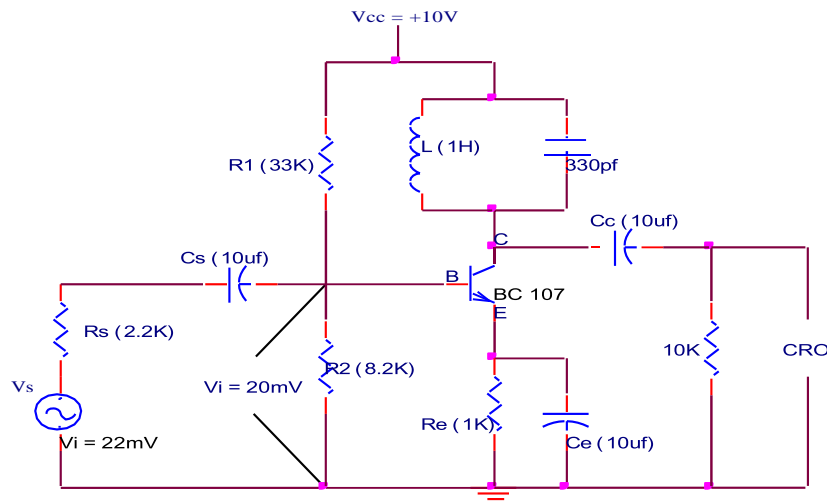 Vcc = +10V
L (1H)
R1 (33K)
330pf
Cc (10uf)
C
Cs (10uf)
B
BC 107
E
Rs (2.2K)
10K
CRO
R2 (8.2K)
Vs
Vi = 20mV
Re (1K)
Vi = 22mV
Ce (10uf)